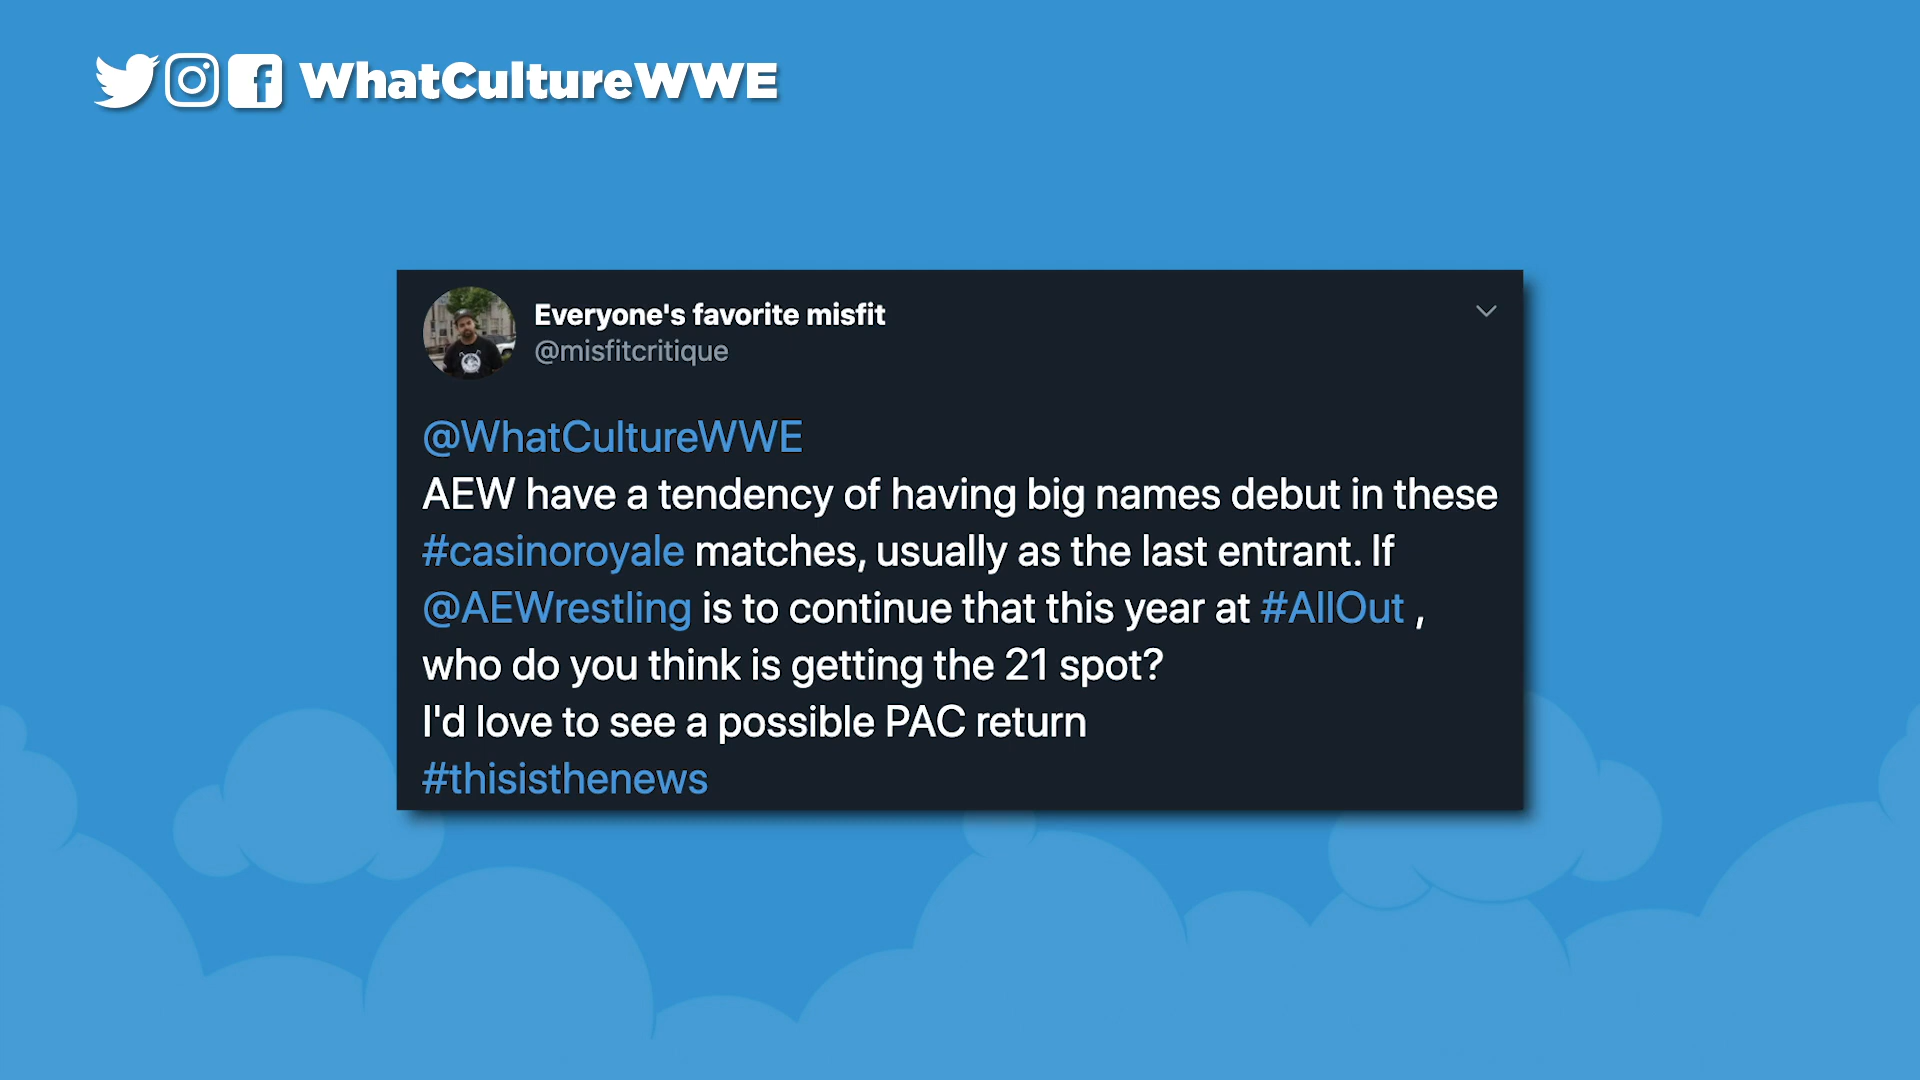 WhatCultureWWE
Everyone's favorite misfit
@misfitcritique
@WhatCultureWWE
AEW have a tendency of having big names debut in these
#casinoroyale matches, usually as the last entrant. If
@AEWrestling is to continue that this year at #AllOut ,
who do you think is getting the 21 spot?
I'd love to see a possible PAC return
#thisisthenews